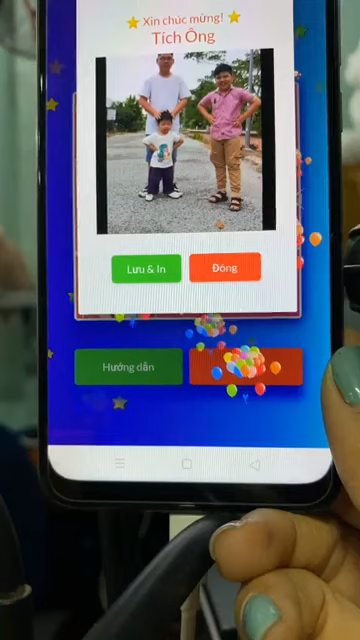 Xin chúc mừng!
Tích Ông
Lưu & In
Đóng
Hướng dẫn